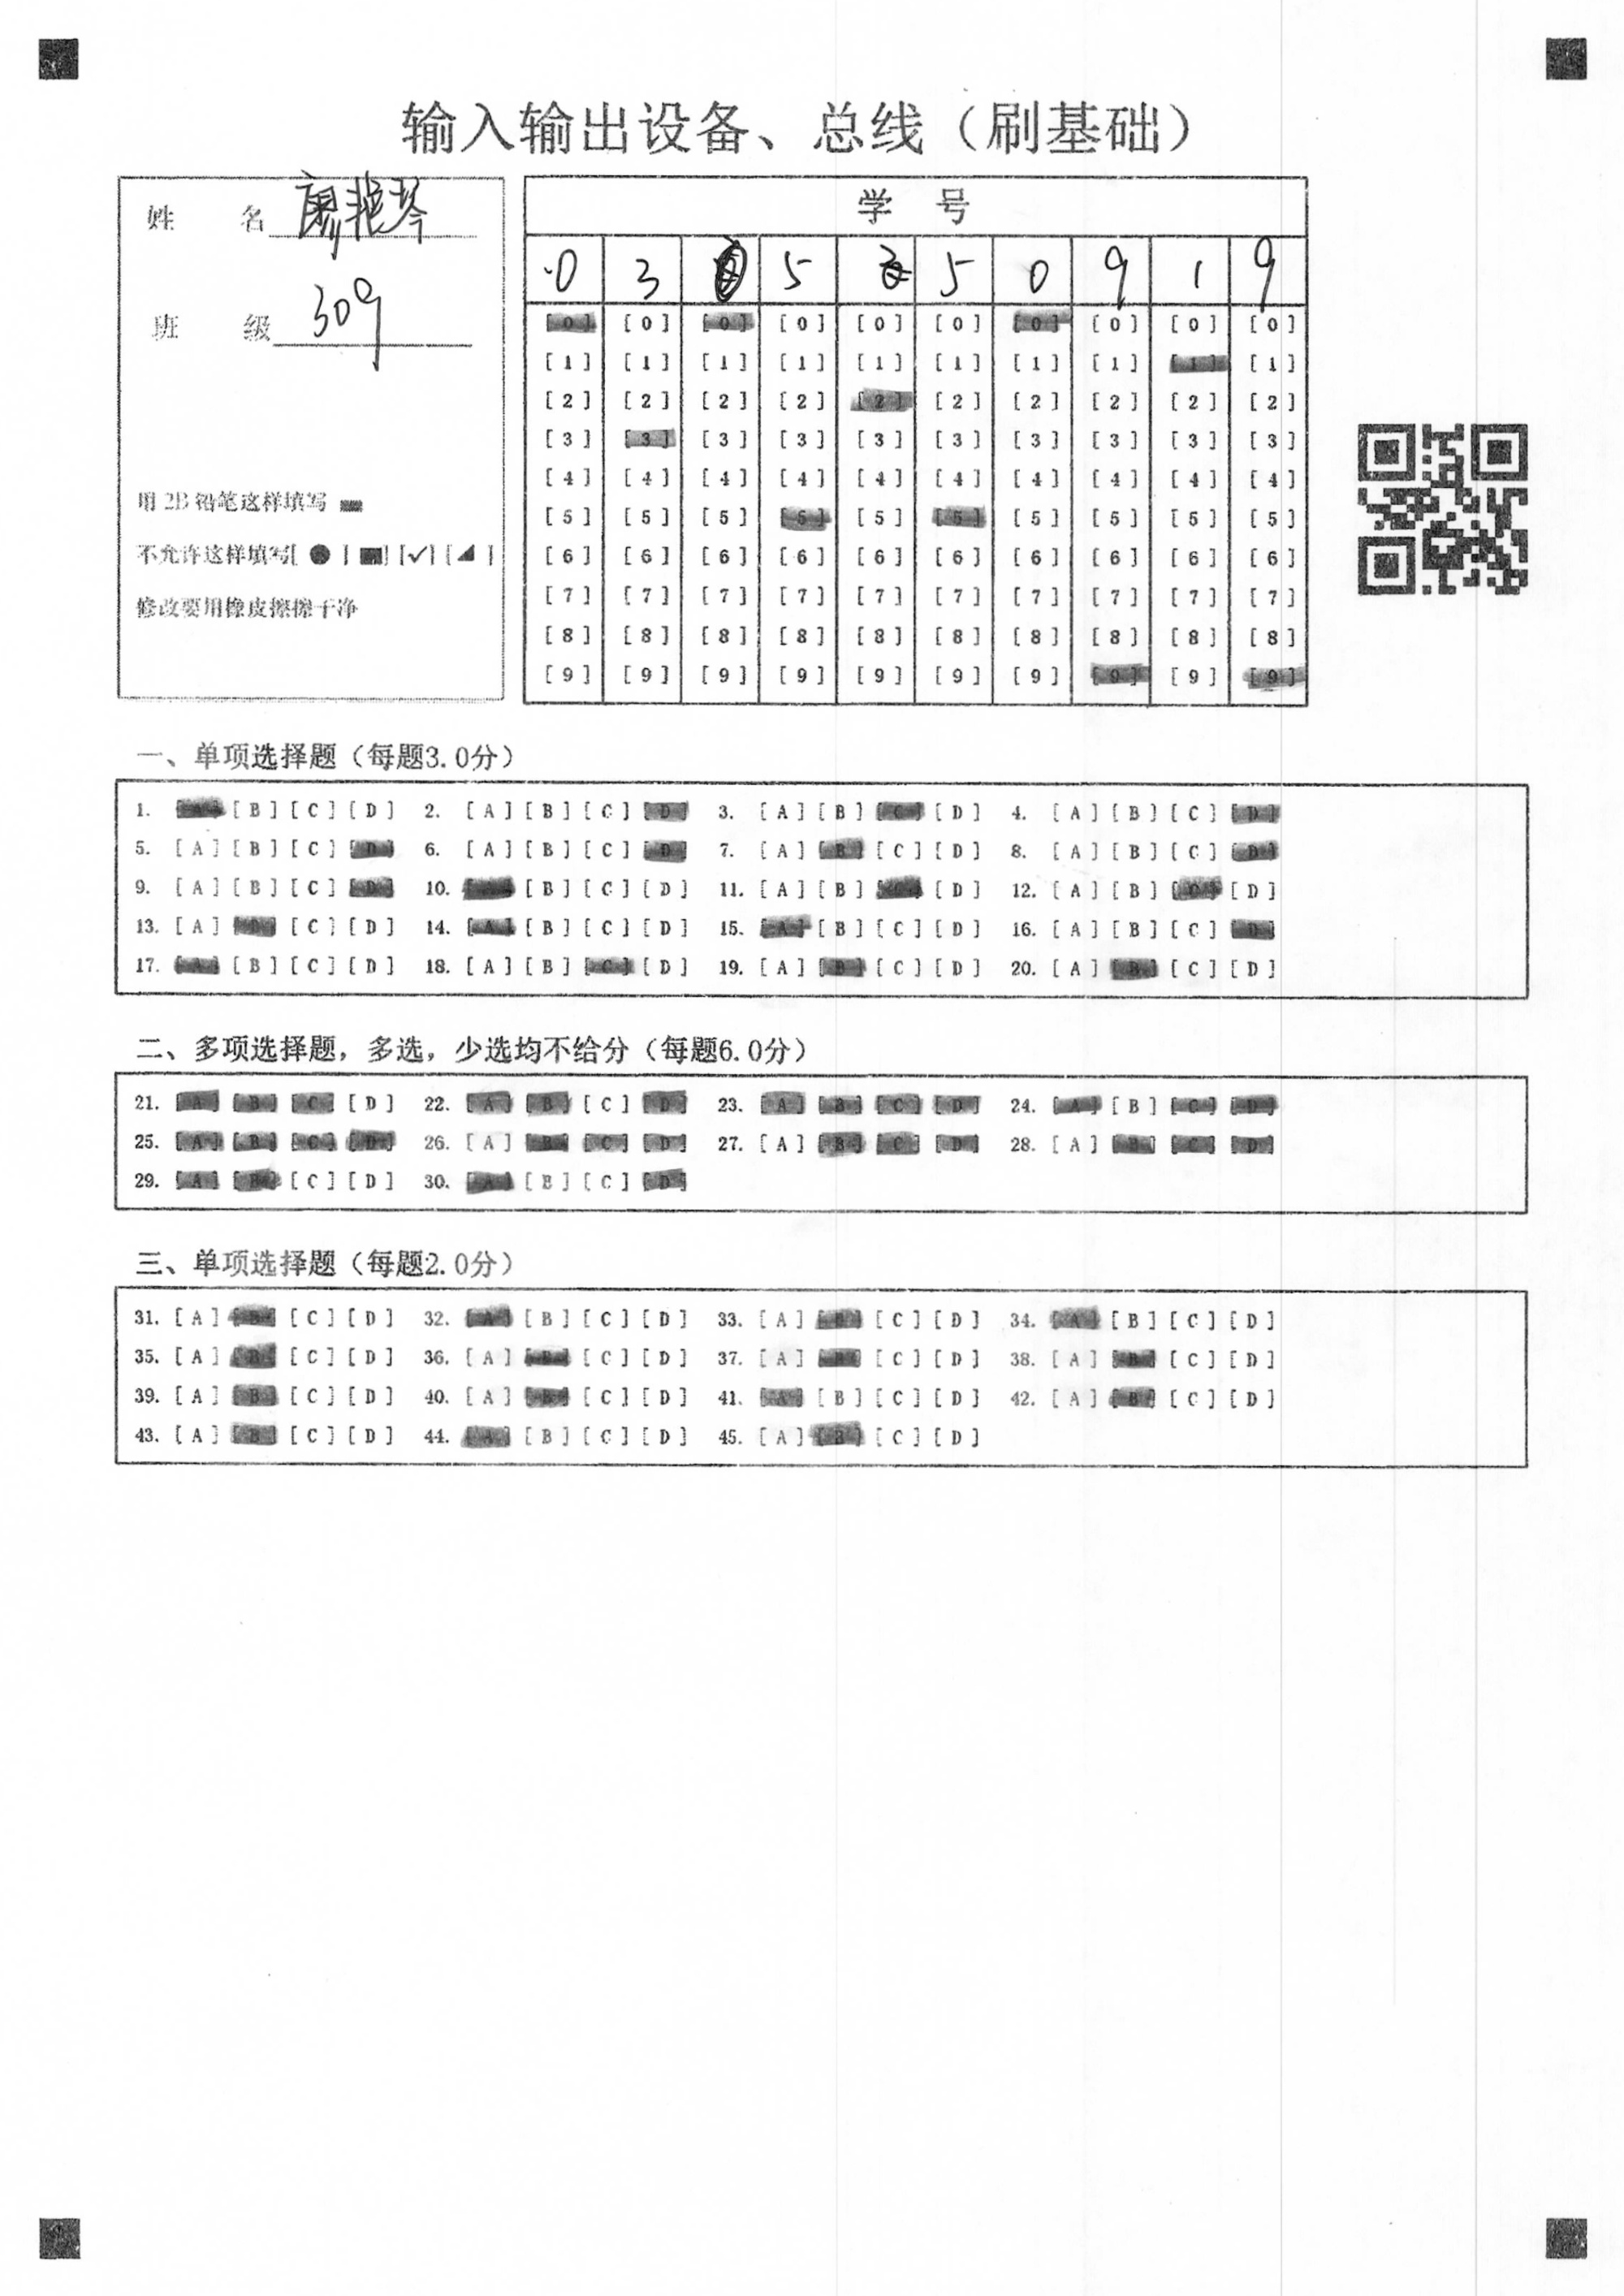 输入输出设备、总线（刷基础）
姓 名 廖艳琴
班 级 309
用 2B 铅笔这样填写
不允许这样填写[ ● ] [■] [✓] [◢ ]
修改要用橡皮擦擦干净
学 号
0 3 0 5 2 5 0 9 1 9
[0] [0] [0] [0] [0] [0] [0] [0] [0] [0]
[1] [1] [1] [1] [1] [1] [1] [1] [1] [1]
[2] [2] [2] [2] [2] [2] [2] [2] [2] [2]
[3] [3] [3] [3] [3] [3] [3] [3] [3] [3]
[4] [4] [4] [4] [4] [4] [4] [4] [4] [4]
[5] [5] [5] [5] [5] [5] [5] [5] [5] [5]
[6] [6] [6] [6] [6] [6] [6] [6] [6] [6]
[7] [7] [7] [7] [7] [7] [7] [7] [7] [7]
[8] [8] [8] [8] [8] [8] [8] [8] [8] [8]
[9] [9] [9] [9] [9] [9] [9] [9] [9] [9]
一、单项选择题（每题3.0分）
1. [A] [B] [C] [D] 2. [A] [B] [C] [D] 3. [A] [B] [C] [D] 4. [A] [B] [C] [D]
5. [A] [B] [C] [D] 6. [A] [B] [C] [D] 7. [A] [B] [C] [D] 8. [A] [B] [C] [D]
9. [A] [B] [C] [D] 10. [A] [B] [C] [D] 11. [A] [B] [C] [D] 12. [A] [B] [C] [D]
13. [A] [B] [C] [D] 14. [A] [B] [C] [D] 15. [A] [B] [C] [D] 16. [A] [B] [C] [D]
17. [A] [B] [C] [D] 18. [A] [B] [C] [D] 19. [A] [B] [C] [D] 20. [A] [B] [C] [D]
二、多项选择题，多选，少选均不给分（每题6.0分）
21. [A] [B] [C] [D] 22. [A] [B] [C] [D] 23. [A] [B] [C] [D] 24. [A] [B] [C] [D]
25. [A] [B] [C] [D] 26. [A] [B] [C] [D] 27. [A] [B] [C] [D] 28. [A] [B] [C] [D]
29. [A] [B] [C] [D] 30. [A] [B] [C] [D]
三、单项选择题（每题2.0分）
31. [A] [B] [C] [D] 32. [A] [B] [C] [D] 33. [A] [B] [C] [D] 34. [A] [B] [C] [D]
35. [A] [B] [C] [D] 36. [A] [B] [C] [D] 37. [A] [B] [C] [D] 38. [A] [B] [C] [D]
39. [A] [B] [C] [D] 40. [A] [B] [C] [D] 41. [A] [B] [C] [D] 42. [A] [B] [C] [D]
43. [A] [B] [C] [D] 44. [A] [B] [C] [D] 45. [A] [B] [C] [D]